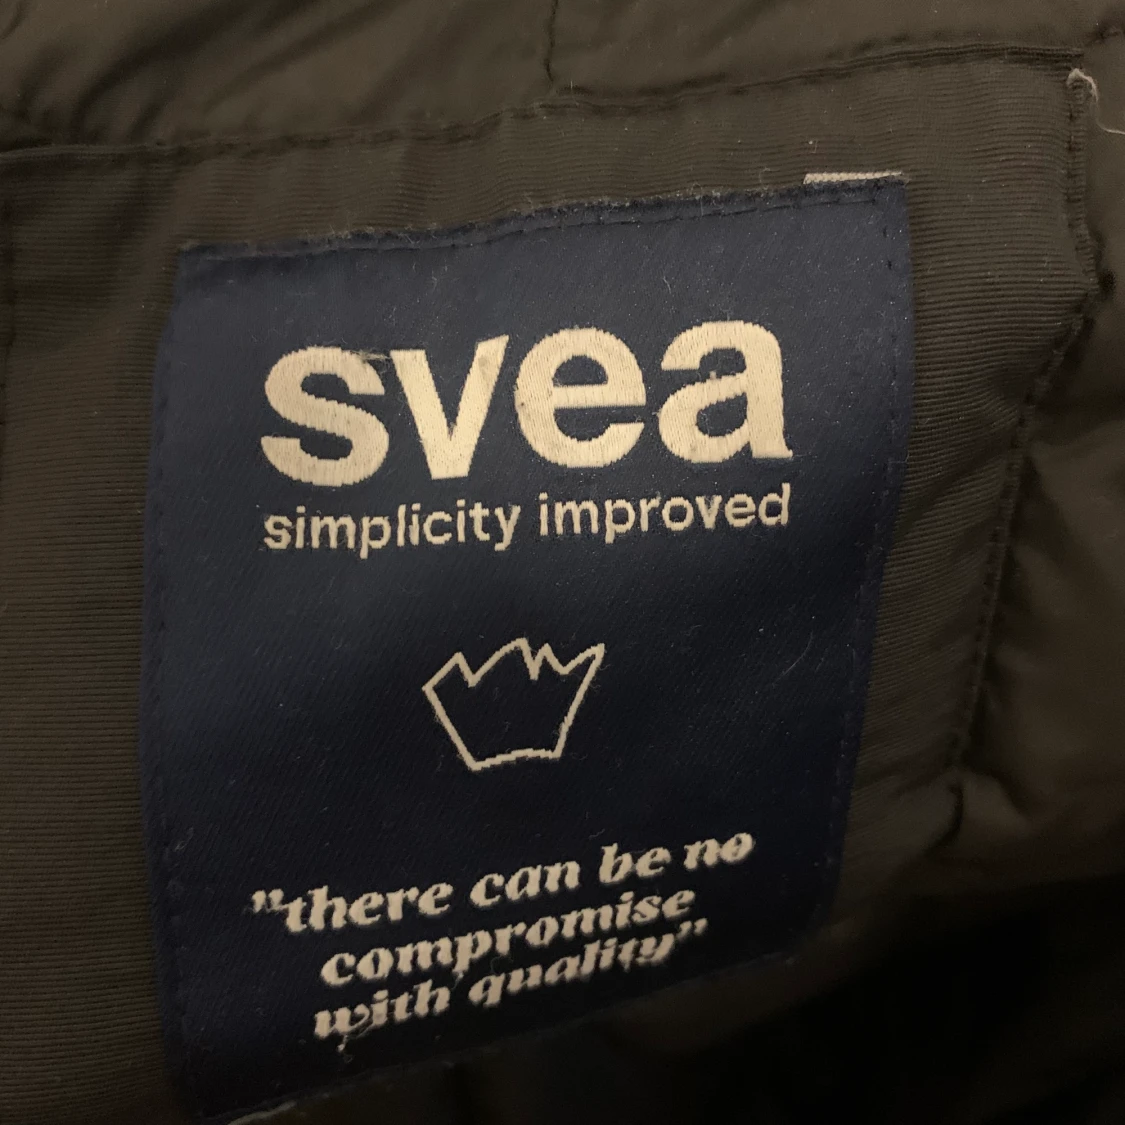 svea
simplicity improved
"there can be no
compromise
with quality"